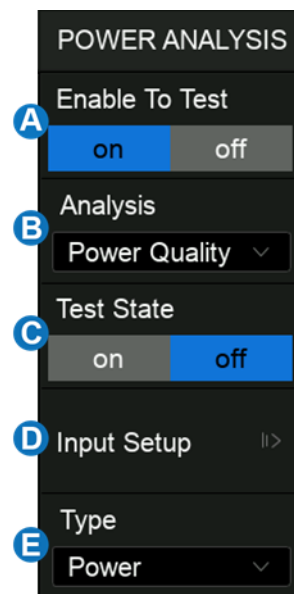 POWER ANALYSIS
Enable To Test
A
on off
Analysis
B
Power Quality
Test State
C
on off
D Input Setup
Type
E
Power